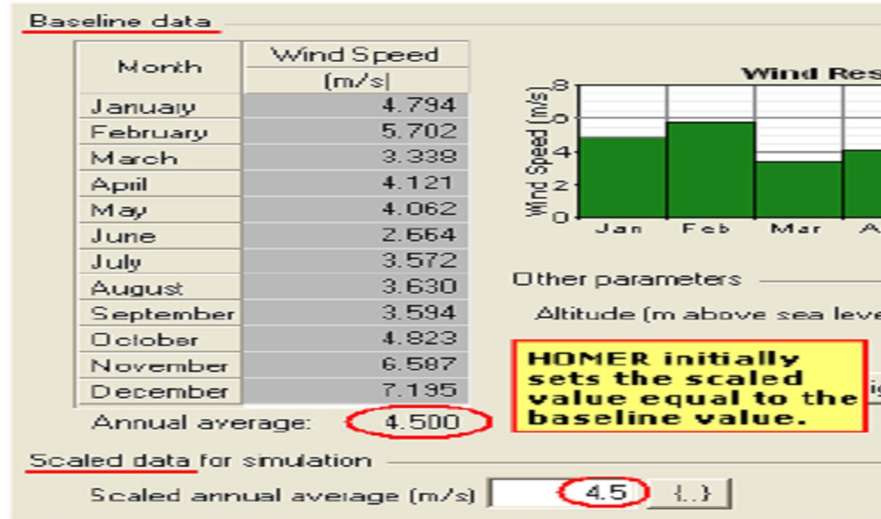 Baseline data
Month Wind Speed
(m/s)
January 4.794
February 5.702
March 3.338
April 4.121
May 4.062
June 2.664
July 3.572
August 3.630
September 3.594
October 4.823
November 6.587
December 7.195
Annual average: 4.500
Wind Res
Wind Speed (m/s)
8
6
4
2
0
Jan Feb Mar A
Other parameters
Altitude (m above sea leve
HOMER initially
sets the scaled
value equal to the
baseline value.
Scaled data for simulation
Scaled annual average (m/s) 4.5 {..}